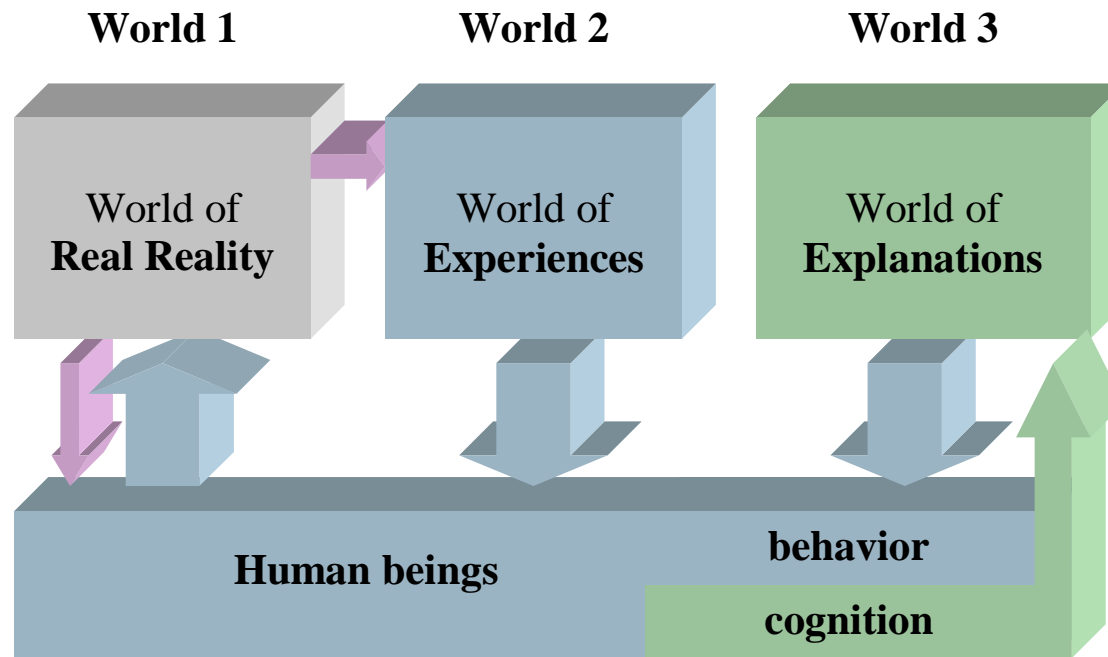 World 1
World 2
World 3
World of
Real Reality
World of
Experiences
World of
Explanations
Human beings
behavior
cognition